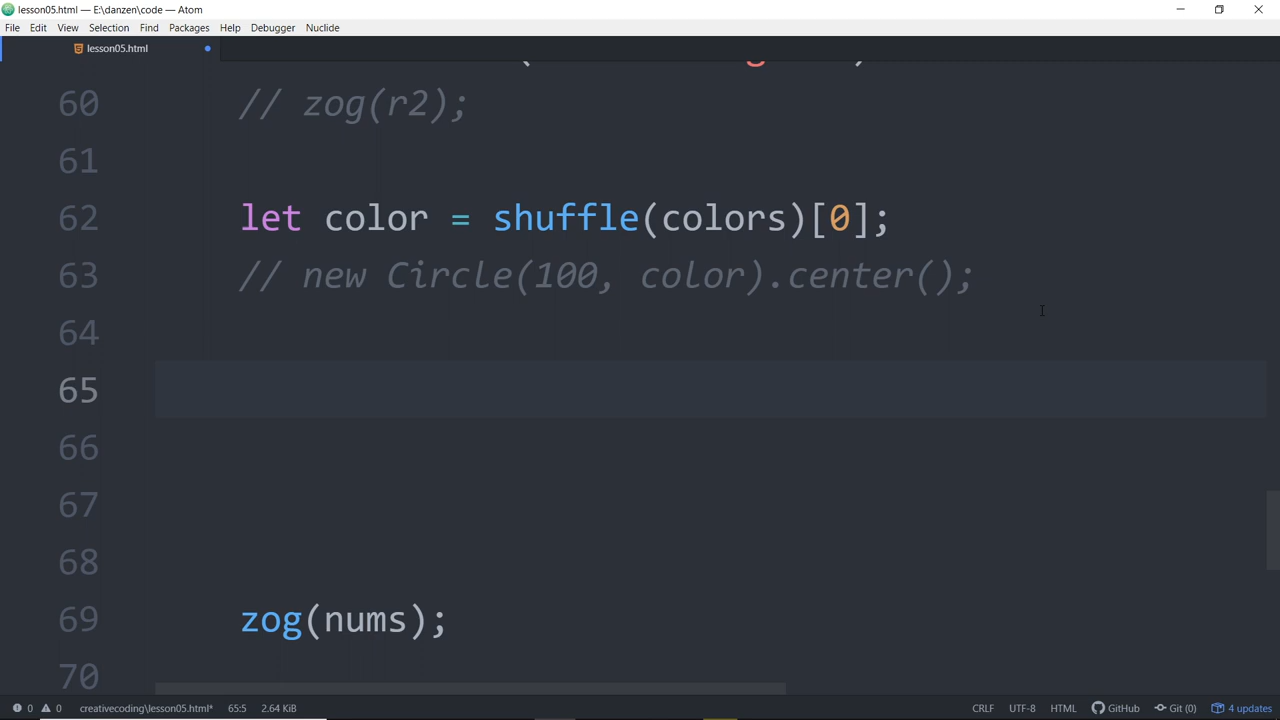 lesson05.html — E:\danzen\code — Atom
File Edit View Selection Find Packages Help Debugger Nuclide
lesson05.html
60 // zog(r2);
61
62 let color = shuffle(colors)[0];
63 // new Circle(100, color).center();
64
65
66
67
68
69 zog(nums);
70
0 0 creativecoding\lesson05.html* 65:5 2.64 KiB CRLF UTF-8 HTML GitHub Git (0) 4 updates